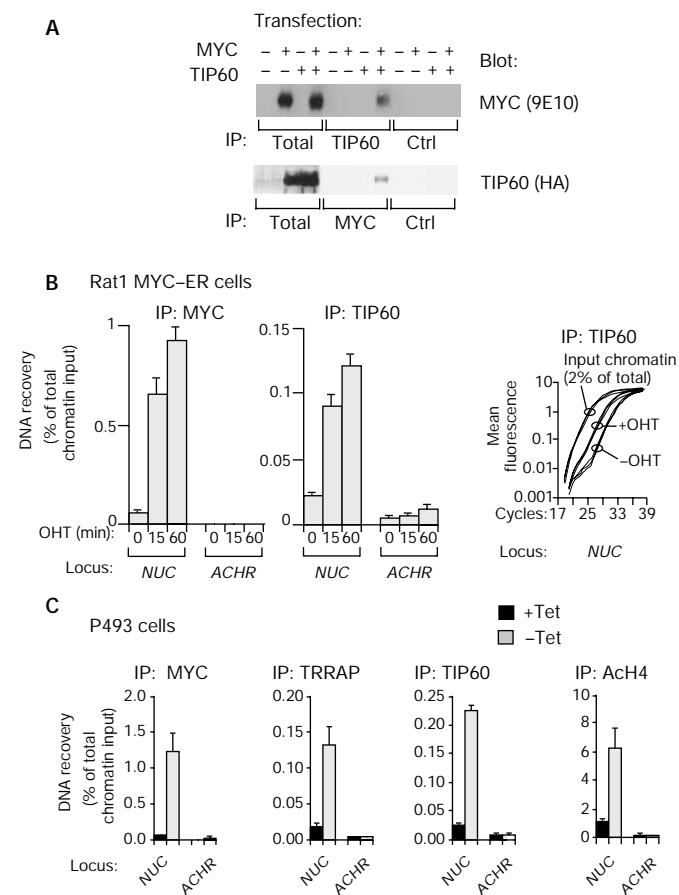 A
Transfection:
MYC – + – + – + – + – + – +
TIP60 – – + + – – + + – – + +
Blot:
MYC (9E10)
IP: Total TIP60 Ctrl
TIP60 (HA)
IP: Total MYC Ctrl
B Rat1 MYC–ER cells
IP: MYC
DNA recovery
(% of total
chromatin input)
1
0.5
0
OHT (min): 0 15 60 0 15 60
Locus: NUC ACHR
IP: TIP60
0.15
0.1
0.05
0
0 15 60 0 15 60
NUC ACHR
IP: TIP60
Input chromatin
(2% of total)
Mean
fluorescence
10
1
0.1
0.01
0.001
+OHT
–OHT
Cycles: 17 25 33 39
Locus: NUC
C
P493 cells
+Tet
–Tet
IP: MYC
DNA recovery
(% of total
chromatin input)
2.0
1.5
1.0
0.5
0.0
Locus: NUC ACHR
IP: TRRAP
0.20
0.15
0.10
0.05
0.00
NUC ACHR
IP: TIP60
0.25
0.20
0.15
0.10
0.05
0.00
NUC ACHR
IP: AcH4
10
8
6
4
2
0
NUC ACHR